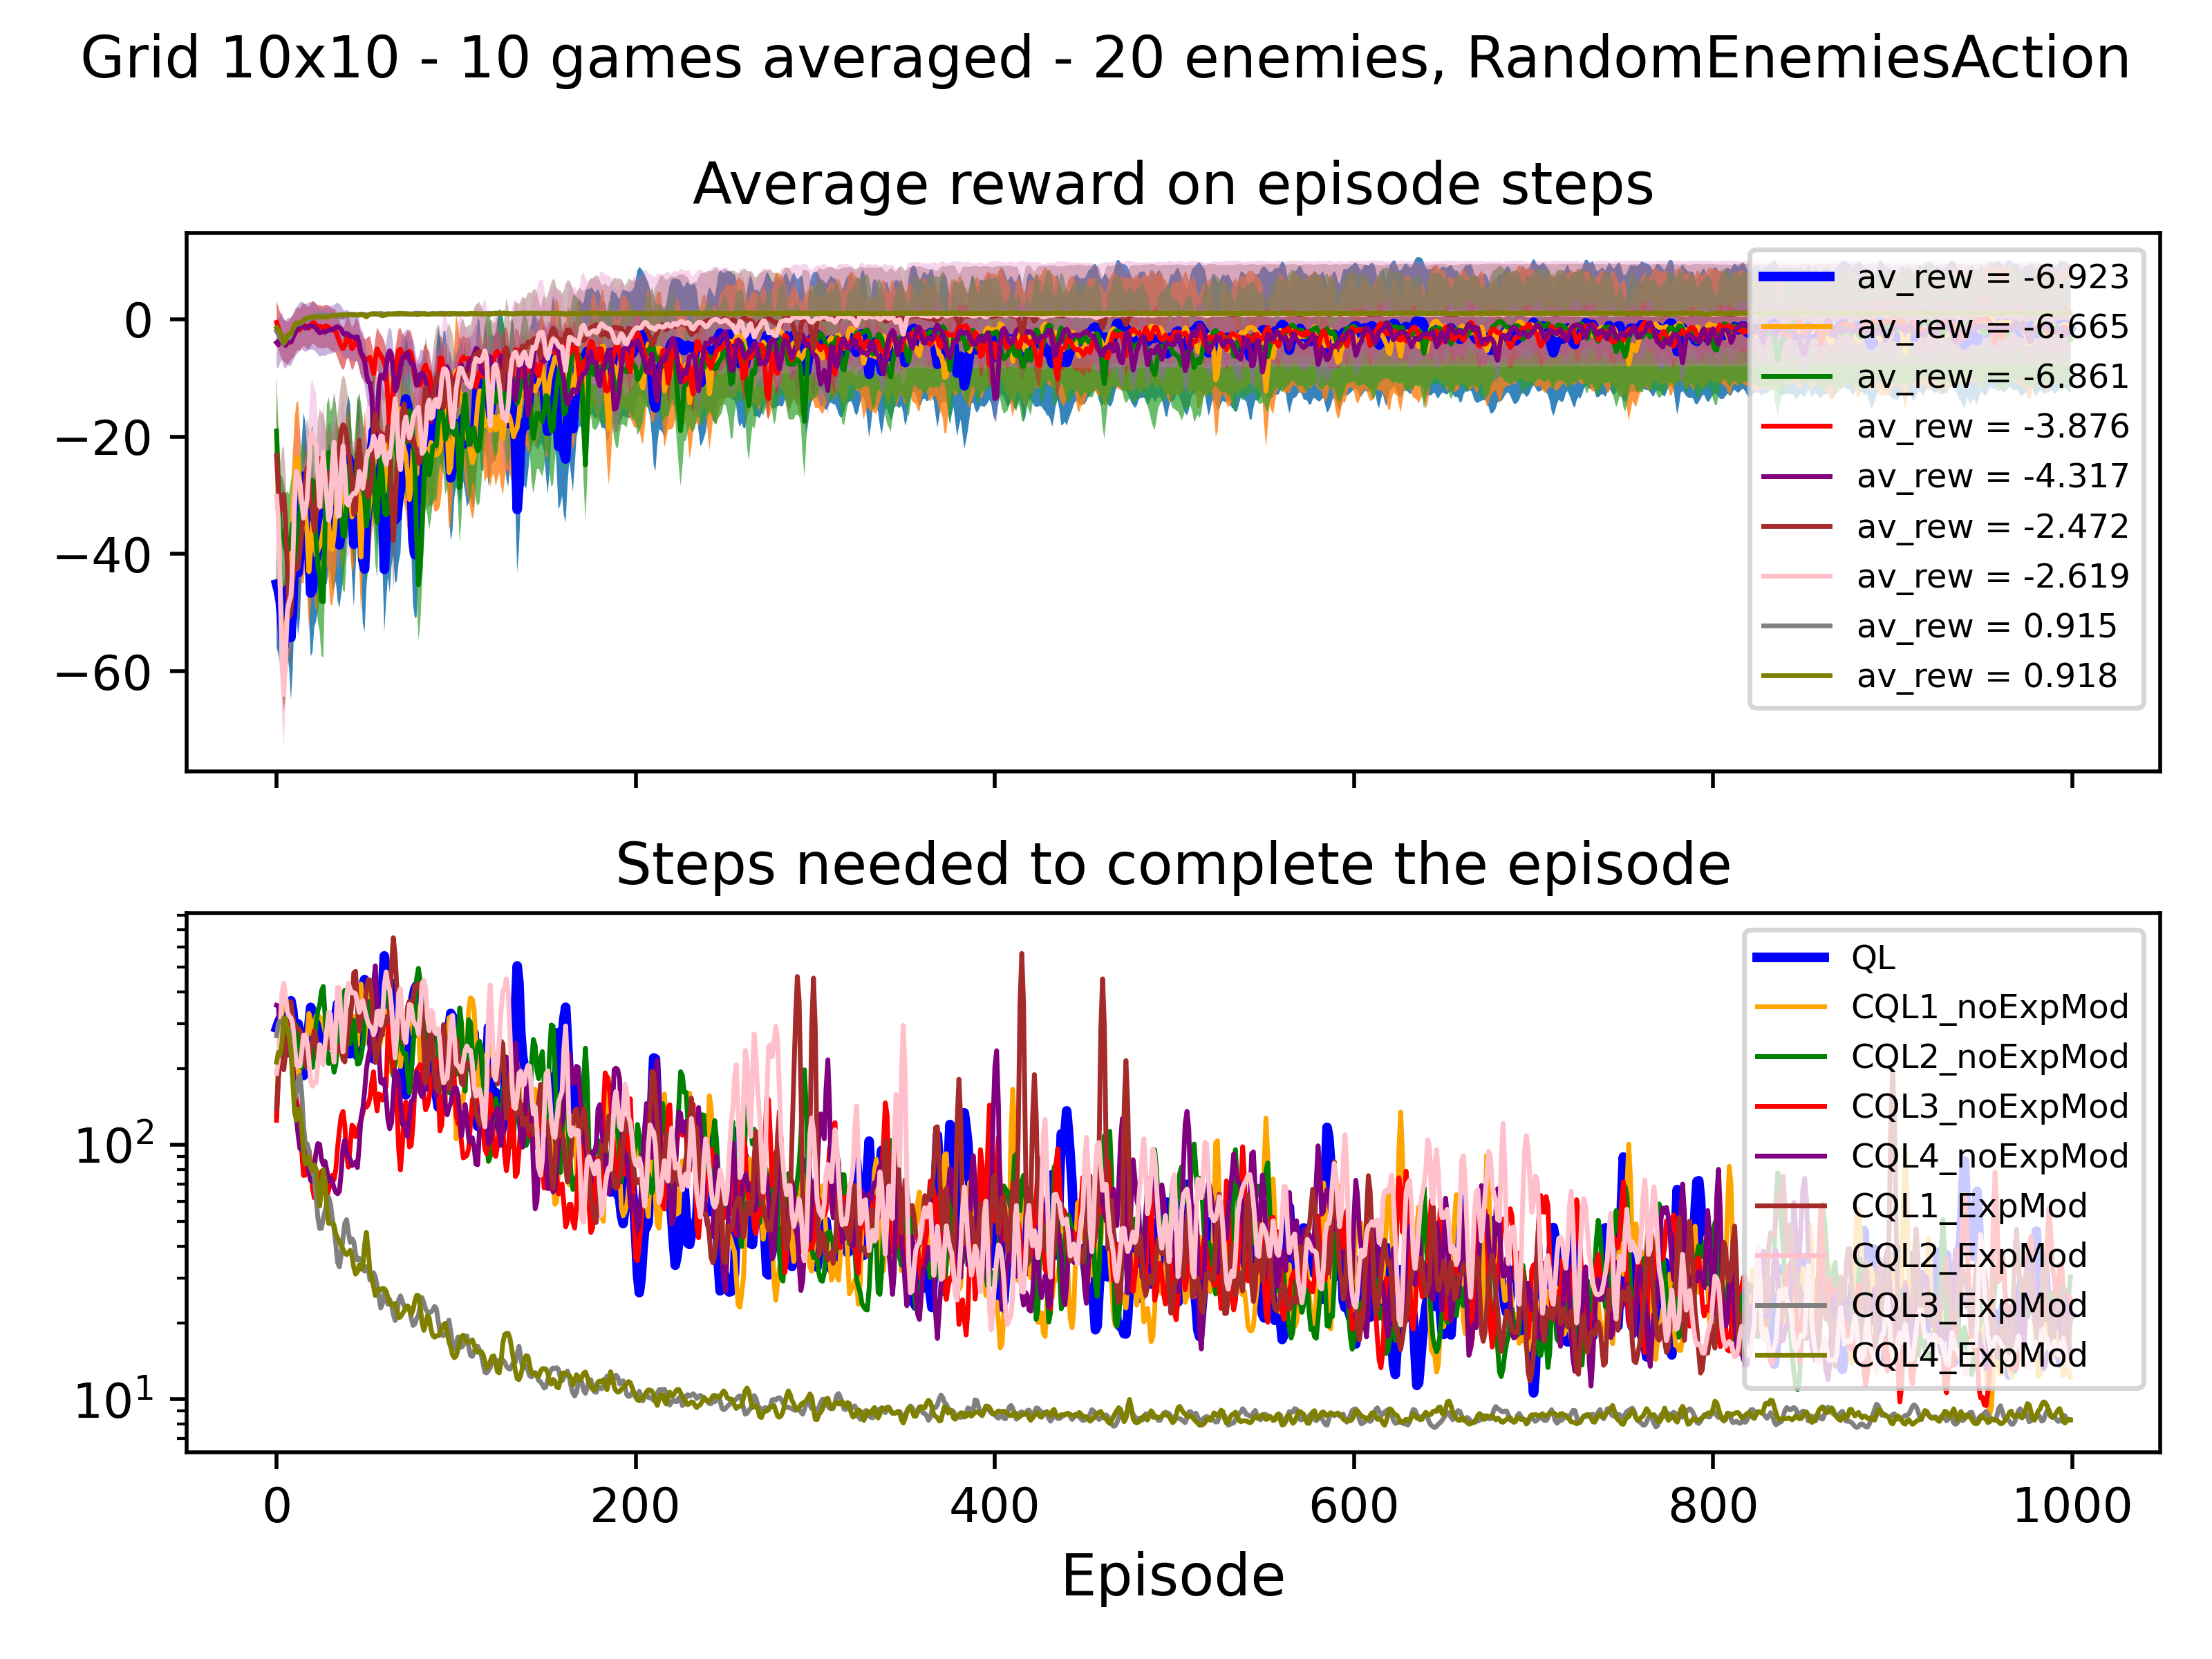 Grid 10x10 - 10 games averaged - 20 enemies, RandomEnemiesAction
Average reward on episode steps
0
−20
−40
−60
av_rew = -6.923
av_rew = -6.665
av_rew = -6.861
av_rew = -3.876
av_rew = -4.317
av_rew = -2.472
av_rew = -2.619
av_rew = 0.915
av_rew = 0.918
Steps needed to complete the episode
10²
10¹
QL
CQL1_noExpMod
CQL2_noExpMod
CQL3_noExpMod
CQL4_noExpMod
CQL1_ExpMod
CQL2_ExpMod
CQL3_ExpMod
CQL4_ExpMod
0 200 400 600 800 1000
Episode